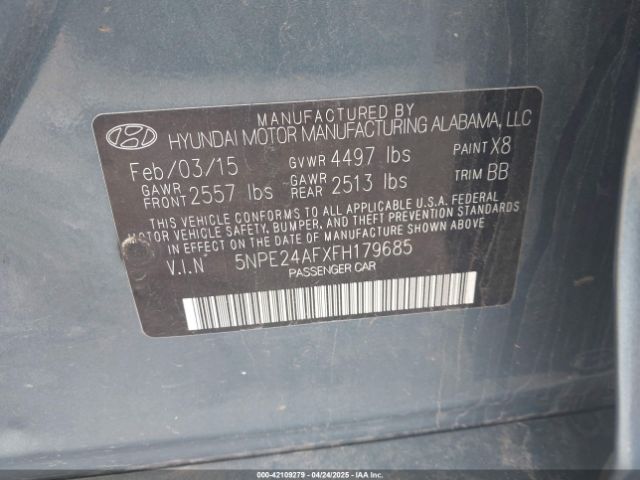 MANUFACTURED BY
HYUNDAI MOTOR MANUFACTURING ALABAMA, LLC
Feb/03/15 GVWR 4497 lbs PAINT X8
GAWR FRONT 2557 lbs GAWR REAR 2513 lbs TRIM BB
THIS VEHICLE CONFORMS TO ALL APPLICABLE U.S.A. FEDERAL
MOTOR VEHICLE SAFETY, BUMPER, AND THEFT PREVENTION STANDARDS
IN EFFECT ON THE DATE OF MANUFACTURE SHOWN ABOVE.
V.I.N 5NPE24AFXFH179685
PASSENGER CAR
000-42109279 - 04/24/2025 - IAAI.COM